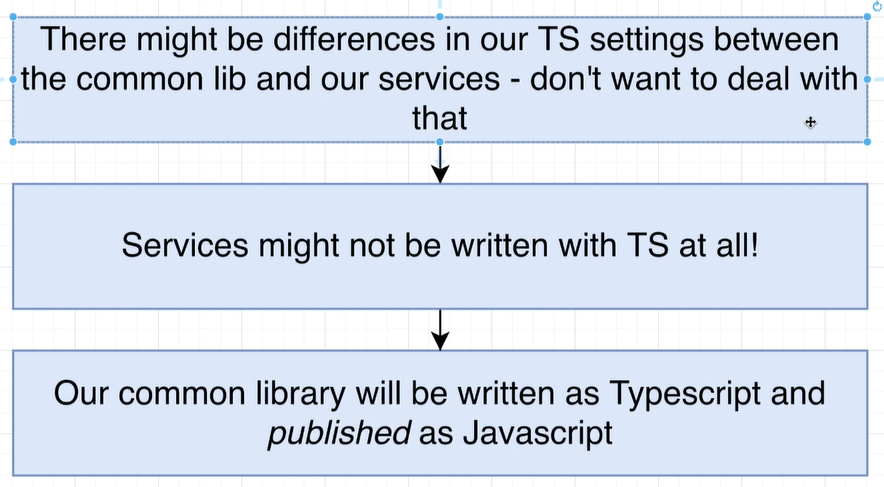 There might be differences in our TS settings between
the common lib and our services - don't want to deal with
that
Services might not be written with TS at all!
Our common library will be written as Typescript and
published as Javascript